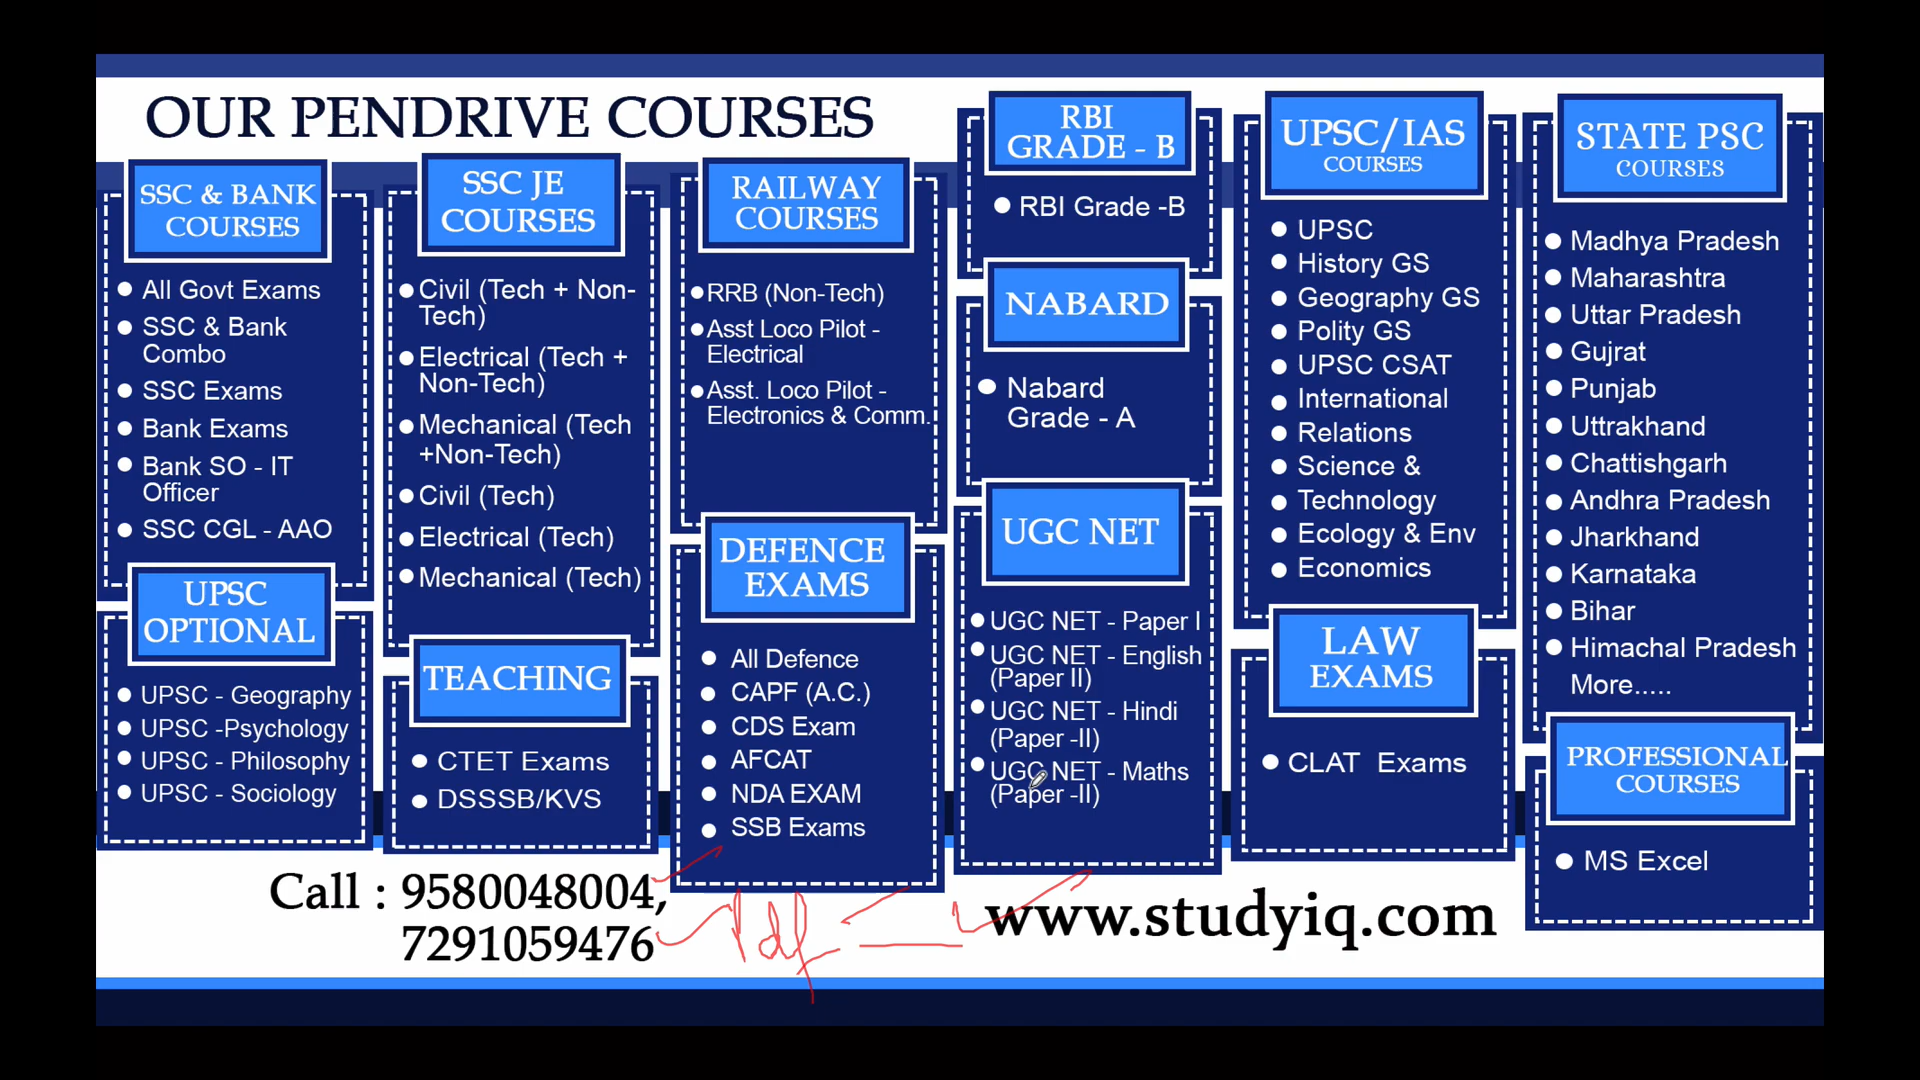 OUR PENDRIVE COURSES
SSC & BANK
COURSES
All Govt Exams
SSC & Bank
Combo
SSC Exams
Bank Exams
Bank SO - IT
Officer
SSC CGL - AAO
UPSC
OPTIONAL
UPSC - Geography
UPSC -Psychology
UPSC - Philosophy
UPSC - Sociology
SSC JE
COURSES
Civil (Tech + Non-
Tech)
Electrical (Tech +
Non-Tech)
Mechanical (Tech
+Non-Tech)
Civil (Tech)
Electrical (Tech)
Mechanical (Tech)
TEACHING
CTET Exams
DSSSB/KVS
RAILWAY
COURSES
RRB (Non-Tech)
Asst Loco Pilot -
Electrical
Asst. Loco Pilot -
Electronics & Comm.
DEFENCE
EXAMS
All Defence
CAPF (A.C.)
CDS Exam
AFCAT
NDA EXAM
SSB Exams
RBI
GRADE - B
RBI Grade -B
NABARD
Nabard
Grade - A
UGC NET
UGC NET - Paper I
UGC NET - English
(Paper II)
UGC NET - Hindi
(Paper -II)
UGC NET - Maths
(Paper -II)
UPSC/IAS
COURSES
UPSC
History GS
Geography GS
Polity GS
UPSC CSAT
International
Relations
Science &
Technology
Ecology & Env
Economics
LAW
EXAMS
CLAT Exams
STATE PSC
COURSES
Madhya Pradesh
Maharashtra
Uttar Pradesh
Gujrat
Punjab
Uttrakhand
Chattishgarh
Andhra Pradesh
Jharkhand
Karnataka
Bihar
Himachal Pradesh
More.....
PROFESSIONAL
COURSES
MS Excel
Call : 9580048004,
7291059476
Pdf
www.studyiq.com